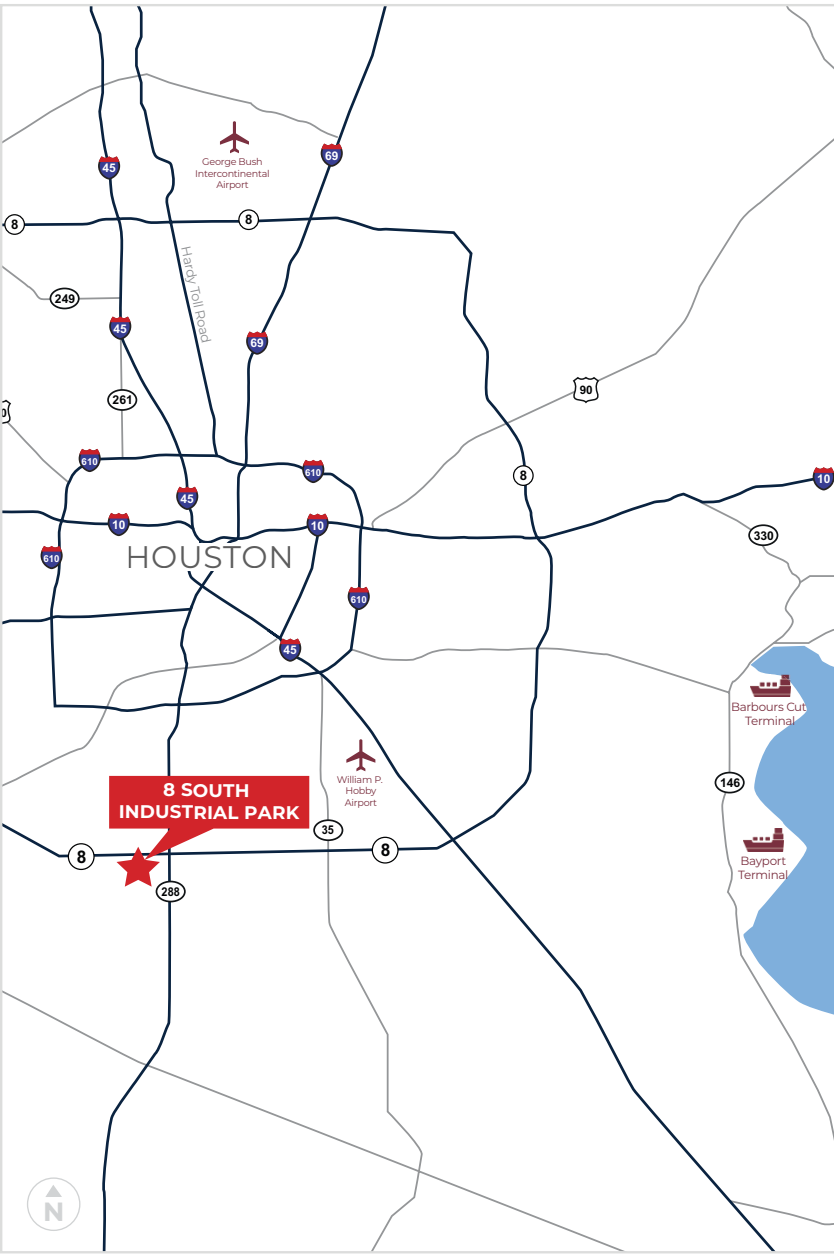 George Bush
Intercontinental
Airport
69
45
8
8
Hardy Toll Road
249
45
69
261
90
610
610
8
10
45
10
10
330
HOUSTON
610
610
45
Barbours Cut
Terminal
William P.
Hobby
Airport
146
8 SOUTH
INDUSTRIAL PARK
35
8
8
Bayport
Terminal
288
N